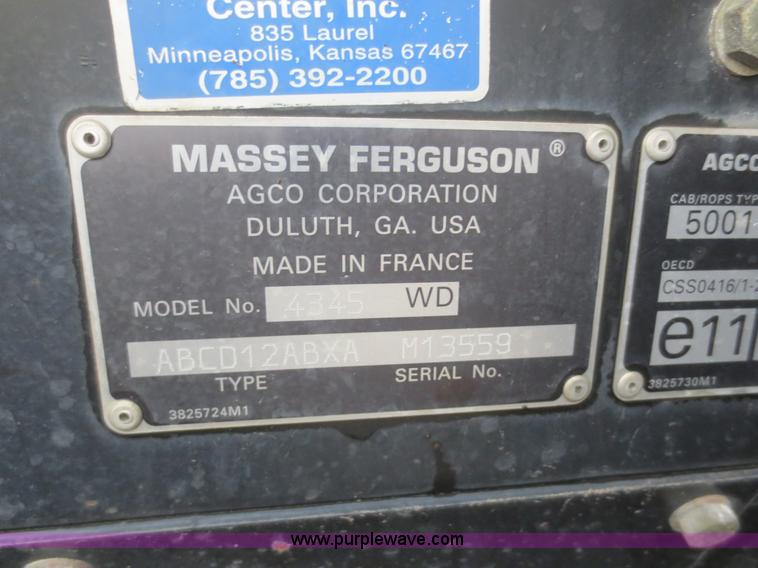 Center, Inc.
835 Laurel
Minneapolis, Kansas 67467
(785) 392-2200
MASSEY FERGUSON®
AGCO CORPORATION
DULUTH, GA. USA
MADE IN FRANCE
MODEL No. 4345 WD
ABCD12ABXA M13559
TYPE SERIAL No.
3825724M1
AGCO
CAB/ROPS TYP
5001-
OECD
CSS0416/1-2
e11
3825730M1
www.purplewave.com